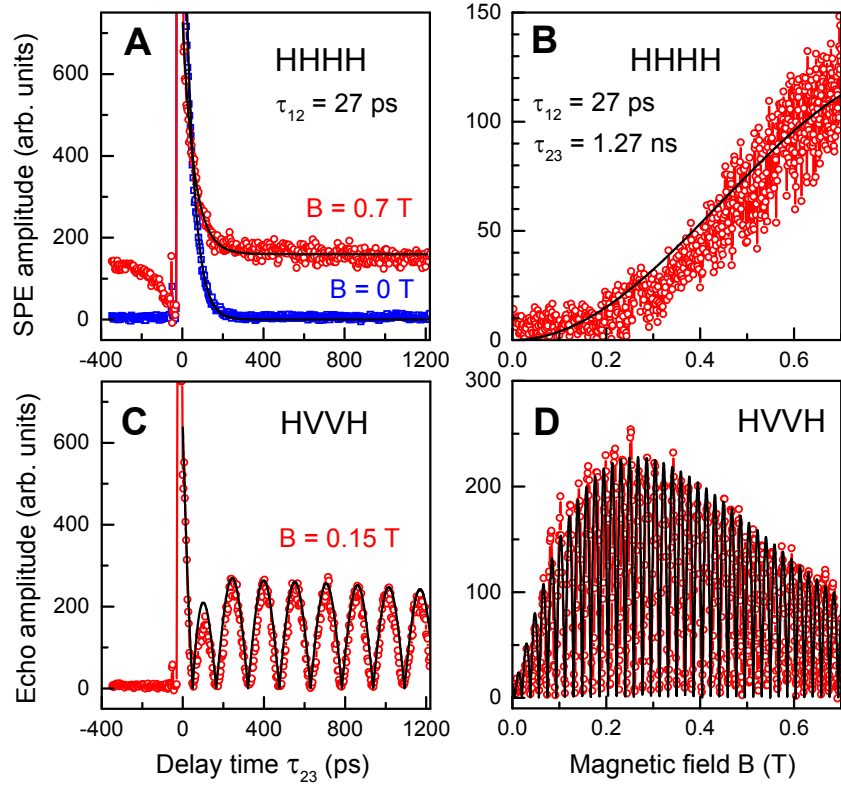 A
HHHH
τ12 = 27 ps
B = 0.7 T
B = 0 T
SPE amplitude (arb. units)
600
400
200
0
-400
0
400
800
1200
B
HHHH
τ12 = 27 ps
τ23 = 1.27 ns
150
100
50
0
0.0
0.2
0.4
0.6
C
HVVH
B = 0.15 T
Echo amplitude (arb. units)
600
400
200
0
-400
0
400
800
1200
Delay time τ23 (ps)
D
HVVH
300
200
100
0
0.0
0.2
0.4
0.6
Magnetic field B (T)